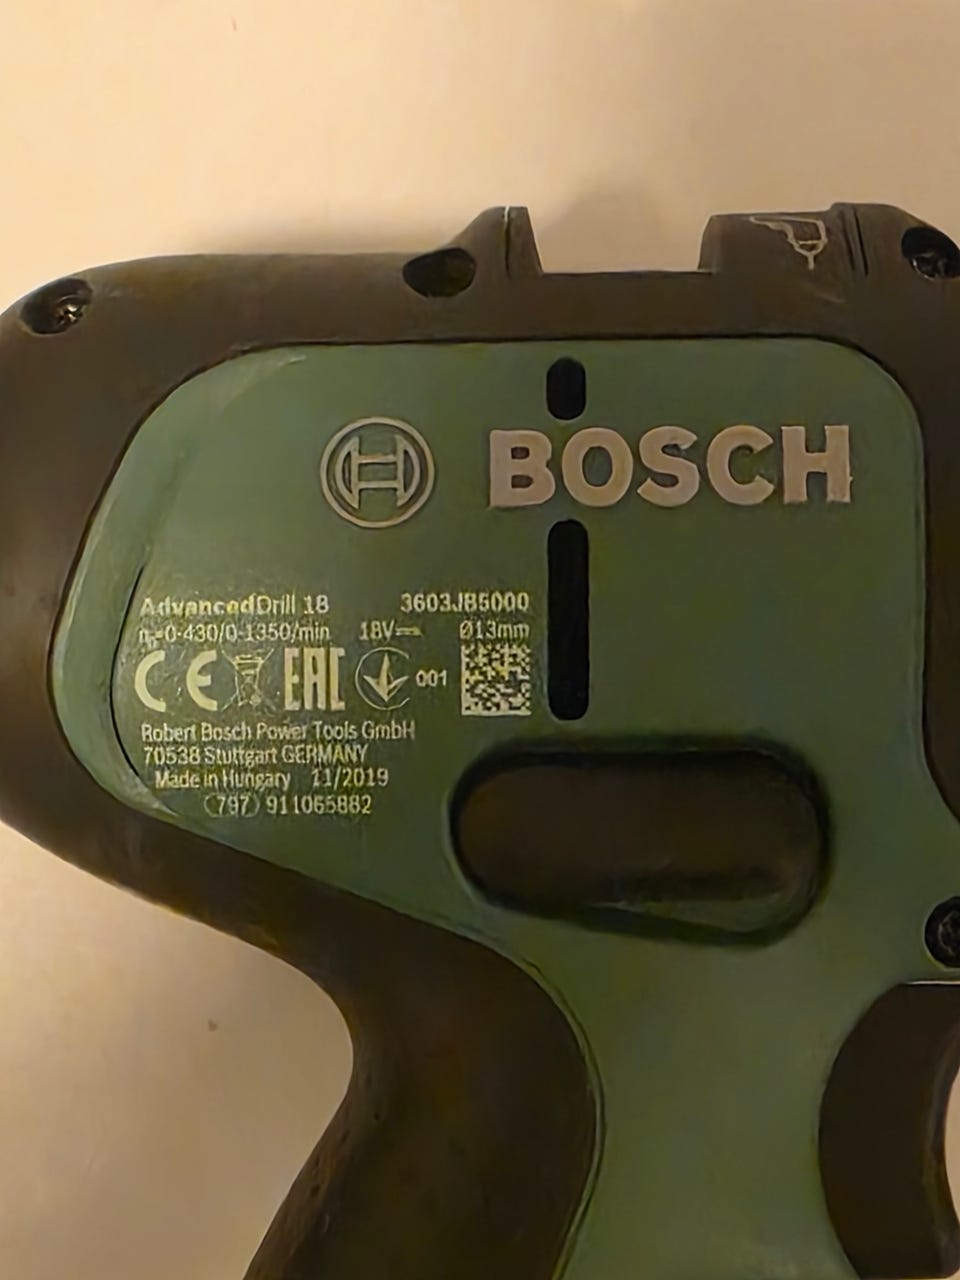 BOSCH
AdvancedDrill 18 3603JB5000
n₀=0-430/0-1350/min 18V⎓ Ø13mm
CE EAC 001
Robert Bosch Power Tools GmbH
70538 Stuttgart GERMANY
Made in Hungary 11/2019
(797) 911065882